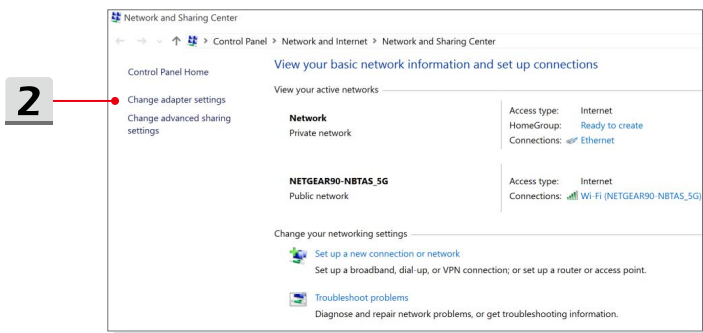 Network and Sharing Center
Control Panel > Network and Internet > Network and Sharing Center
Control Panel Home
2
Change adapter settings
Change advanced sharing
settings
View your basic network information and set up connections
View your active networks
Network
Private network
Access type: Internet
HomeGroup: Ready to create
Connections: Ethernet
NETGEAR90-NBTAS_5G
Public network
Access type: Internet
Connections: Wi-Fi (NETGEAR90-NBTAS_5G)
Change your networking settings
Set up a new connection or network
Set up a broadband, dial-up, or VPN connection; or set up a router or access point.
Troubleshoot problems
Diagnose and repair network problems, or get troubleshooting information.